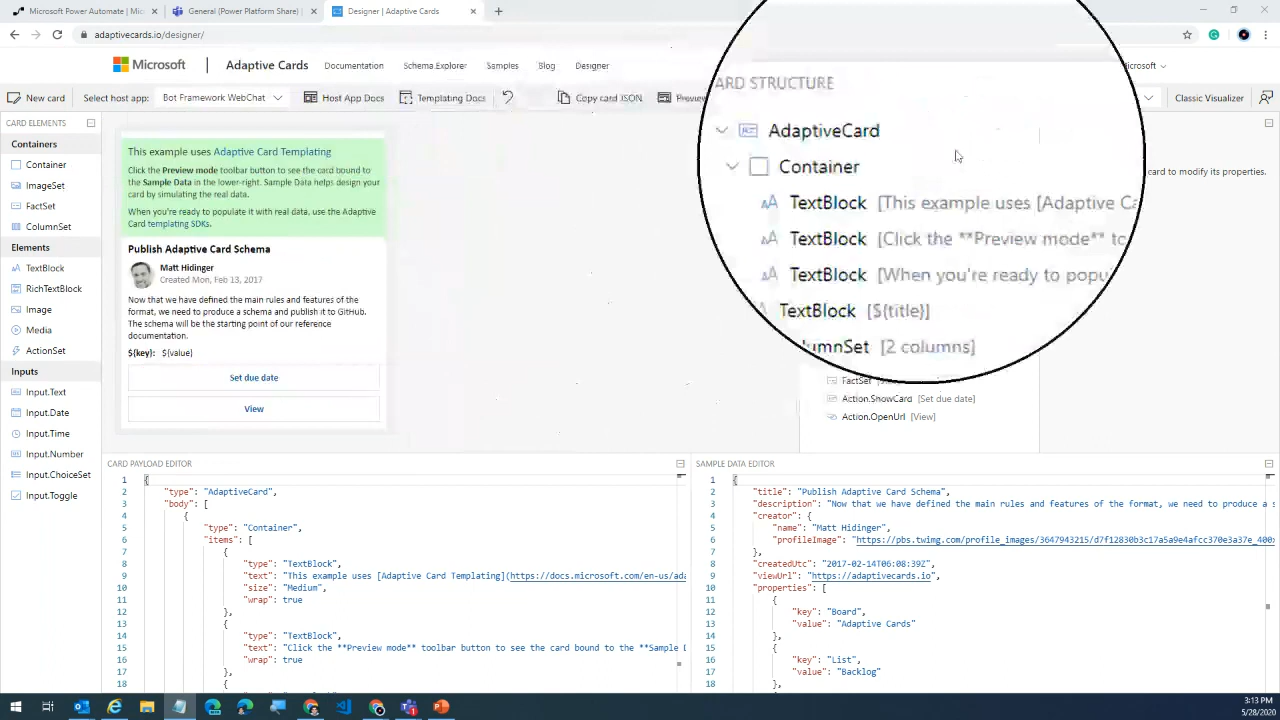 Microsoft Power Automate | Mic
General (Power Platform Share) |
Designer | Adaptive Cards
adaptivecards.io/designer/
Microsoft | Adaptive Cards
Documentation
Schema Explorer
Samples
Blog
Designer
New card
Select host app:
Bot Framework WebChat
Host App Docs
Templating Docs
Copy card JSON
Preview
Classic Visualizer
CARD ELEMENTS
Containers
Container
ImageSet
FactSet
ColumnSet
Elements
TextBlock
RichTextBlock
Image
Media
ActionSet
Inputs
Input.Text
Input.Date
Input.Time
Input.Number
Input.ChoiceSet
Input.Toggle
This example uses Adaptive Card Templating
Click the Preview mode toolbar button to see the card bound to
the Sample Data in the lower-right. Sample Data helps design your
card by simulating the real data.
When you're ready to populate it with real data, use the Adaptive
Card templating SDKs.
Publish Adaptive Card Schema
Matt Hidinger
Created Mon, Feb 13, 2017
Now that we have defined the main rules and features of the
format, we need to produce a schema and publish it to GitHub.
The schema will be the starting point of our reference
documentation.
${key}: ${value}
Set due date
View
ARD STRUCTURE
AdaptiveCard
Container
TextBlock [This example uses [Adaptive Ca
TextBlock [Click the **Preview mode** to
TextBlock [When you're ready to popu
TextBlock [${title}]
umnSet [2 columns]
FactSet
Action.ShowCard [Set due date]
Action.OpenUrl [View]
card to modify its properties.
CARD PAYLOAD EDITOR
1 {
2 "type": "AdaptiveCard",
3 "body": [
4 {
5 "type": "Container",
6 "items": [
7 {
8 "type": "TextBlock",
9 "text": "This example uses [Adaptive Card Templating](https://docs.microsoft.com/en-us/ada
10 "size": "Medium",
11 "wrap": true
12 },
13 {
14 "type": "TextBlock",
15 "text": "Click the **Preview mode** toolbar button to see the card bound to the **Sample D
16 "wrap": true
17 },
18 {
SAMPLE DATA EDITOR
1 {
2 "title": "Publish Adaptive Card Schema",
3 "description": "Now that we have defined the main rules and features of the format, we need to produce a s
4 "creator": {
5 "name": "Matt Hidinger",
6 "profileImage": "https://pbs.twimg.com/profile_images/3647943215/d7f12830b3c17a5a9e4afcc370e3a37e_400x
7 },
8 "createdUtc": "2017-02-14T06:08:39Z",
9 "viewUrl": "https://adaptivecards.io",
10 "properties": [
11 {
12 "key": "Board",
13 "value": "Adaptive Cards"
14 },
15 {
16 "key": "List",
17 "value": "Backlog"
18 },
3:13 PM
5/28/2020